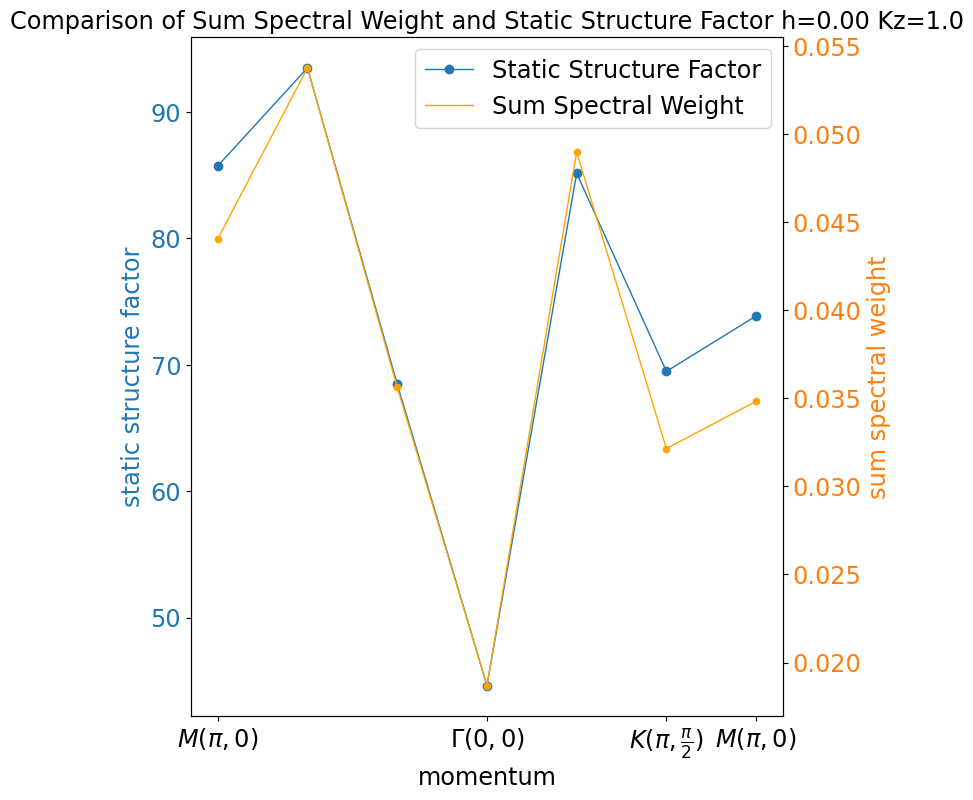 Comparison of Sum Spectral Weight and Static Structure Factor h=0.00 Kz=1.0
Static Structure Factor
Sum Spectral Weight
static structure factor
90
80
70
60
50
0.055
0.050
0.045
0.040
0.035
0.030
0.025
0.020
sum spectral weight
M(π, 0) Γ(0, 0) K(π, π/2) M(π, 0)
momentum